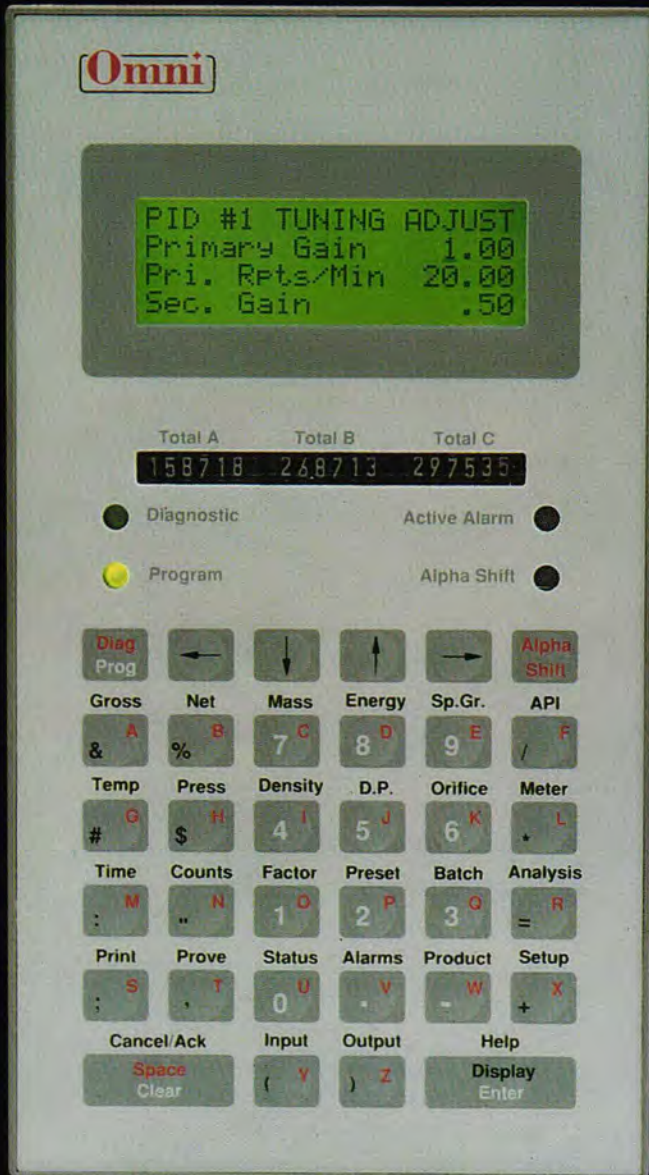 Omni
PID #1 TUNING ADJUST
Primary Gain 1.00
Pri. Rpts/Min 20.00
Sec. Gain .50
Total A Total B Total C
158718 268713 297535
Diagnostic Active Alarm
Program Alpha Shift
Diag Alpha
Prog ← ↓ ↑ → Shift
Gross Net Mass Energy Sp.Gr. API
& A % B 7 C 8 D 9 E / F
Temp Press Density D.P. Orifice Meter
# G $ H 4 I 5 J 6 K * L
Time Counts Factor Preset Batch Analysis
: M " N 1 O 2 P 3 Q = R
Print Prove Status Alarms Product Setup
; S , T 0 U . V - W + X
Cancel/Ack Input Output Help
Space ( Y ) Z Display
Clear Enter